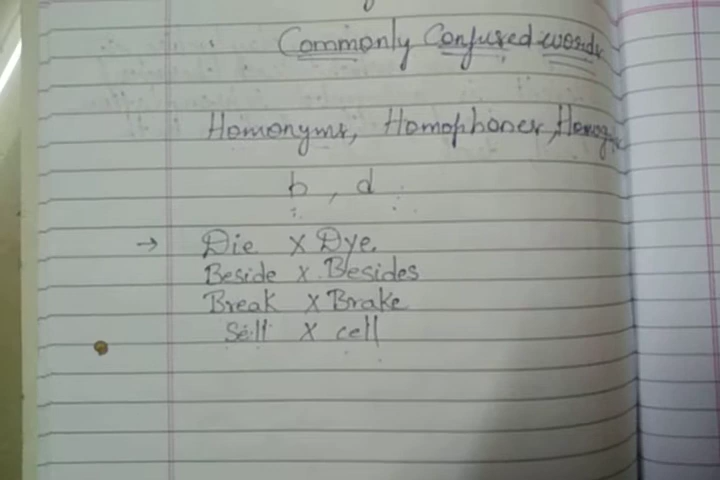 Commonly Confused words
Homonyms, Homophones,
b, d
→ Die X Dye.
Beside X Besides
Break X Brake
Sell X cell